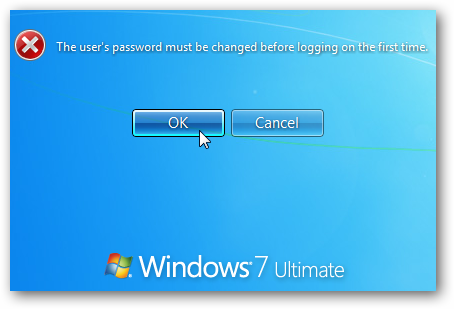 The user's password must be changed before logging on the first time.
OK Cancel
Windows 7 Ultimate